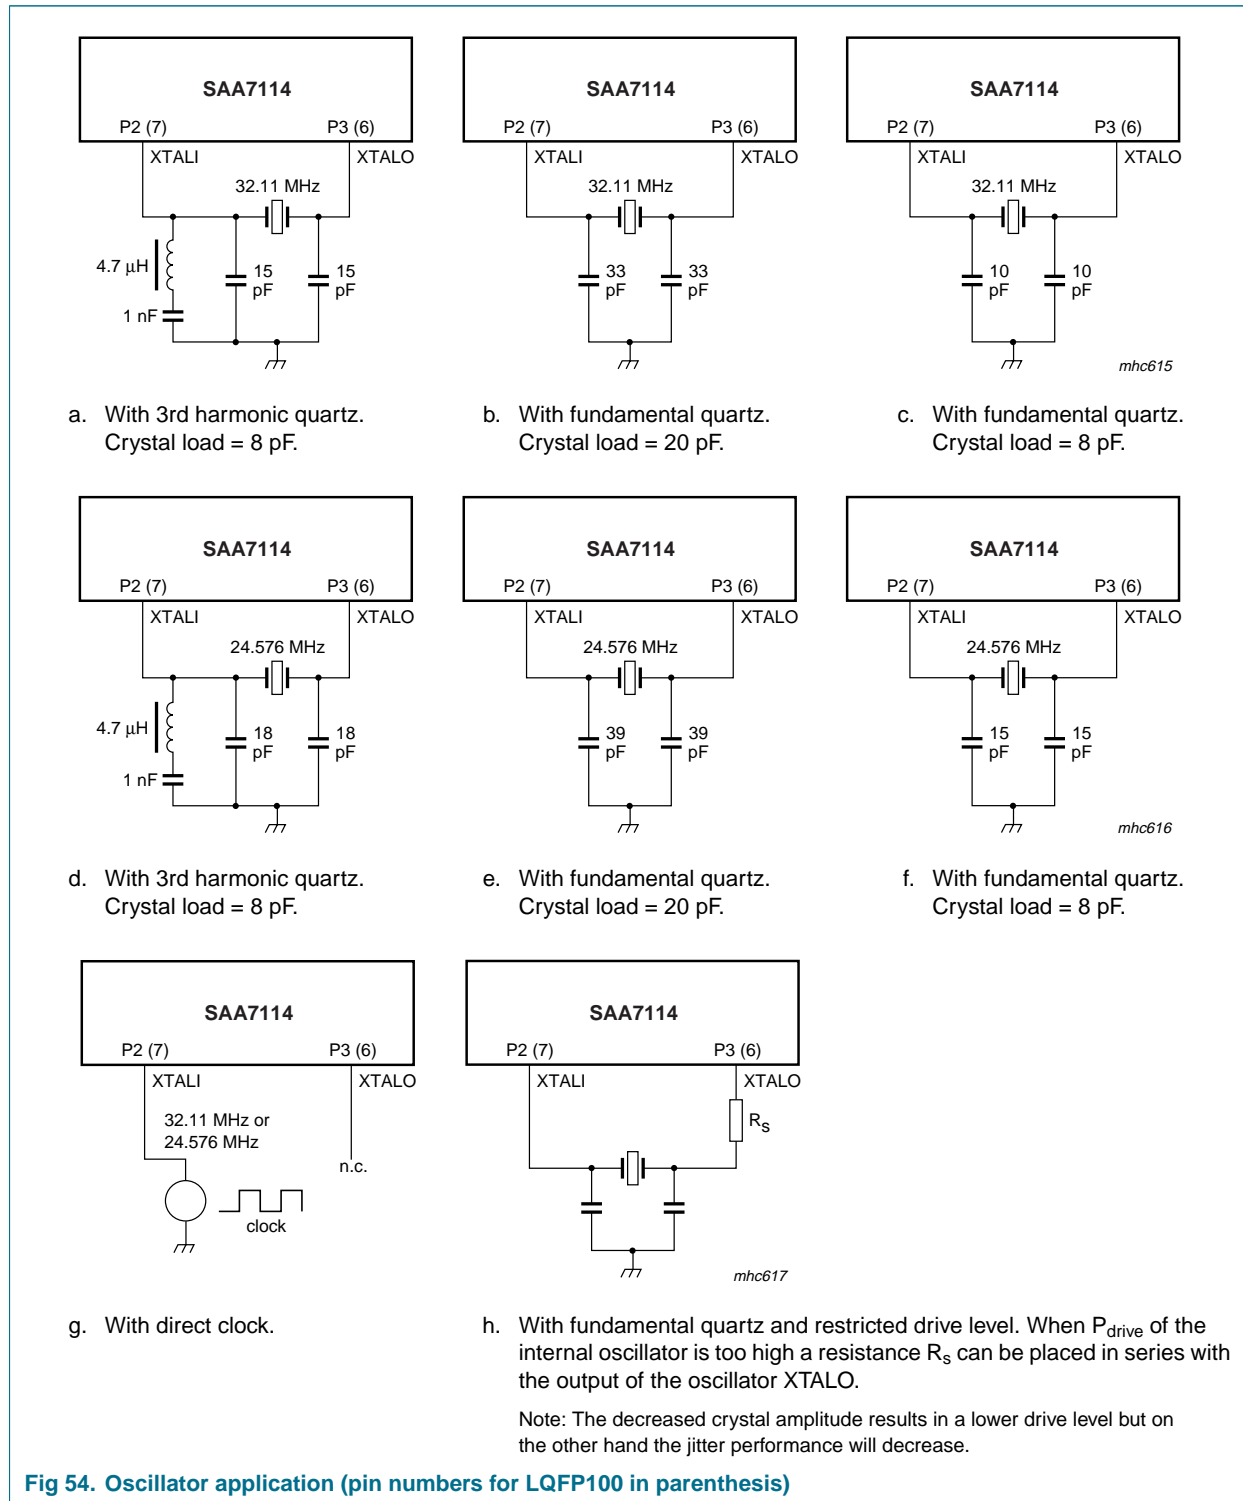 SAA7114 SAA7114 SAA7114
P2 (7) P3 (6) P2 (7) P3 (6) P2 (7) P3 (6)
XTALI XTALO XTALI XTALO XTALI XTALO
32.11 MHz 32.11 MHz 32.11 MHz
4.7 μH 15 15 33 33 10 10
pF pF pF pF pF pF
1 nF
mhc615
a. With 3rd harmonic quartz. b. With fundamental quartz. c. With fundamental quartz.
Crystal load = 8 pF. Crystal load = 20 pF. Crystal load = 8 pF.
SAA7114 SAA7114 SAA7114
P2 (7) P3 (6) P2 (7) P3 (6) P2 (7) P3 (6)
XTALI XTALO XTALI XTALO XTALI XTALO
24.576 MHz 24.576 MHz 24.576 MHz
4.7 μH 18 18 39 39 15 15
pF pF pF pF pF pF
1 nF
mhc616
d. With 3rd harmonic quartz. e. With fundamental quartz. f. With fundamental quartz.
Crystal load = 8 pF. Crystal load = 20 pF. Crystal load = 8 pF.
SAA7114 SAA7114
P2 (7) P3 (6) P2 (7) P3 (6)
XTALI XTALO XTALI XTALO
32.11 MHz or Rs
24.576 MHz
n.c.
clock
mhc617
g. With direct clock. h. With fundamental quartz and restricted drive level. When Pdrive of the
internal oscillator is too high a resistance Rs can be placed in series with
the output of the oscillator XTALO.
Note: The decreased crystal amplitude results in a lower drive level but on
the other hand the jitter performance will decrease.
Fig 54. Oscillator application (pin numbers for LQFP100 in parenthesis)